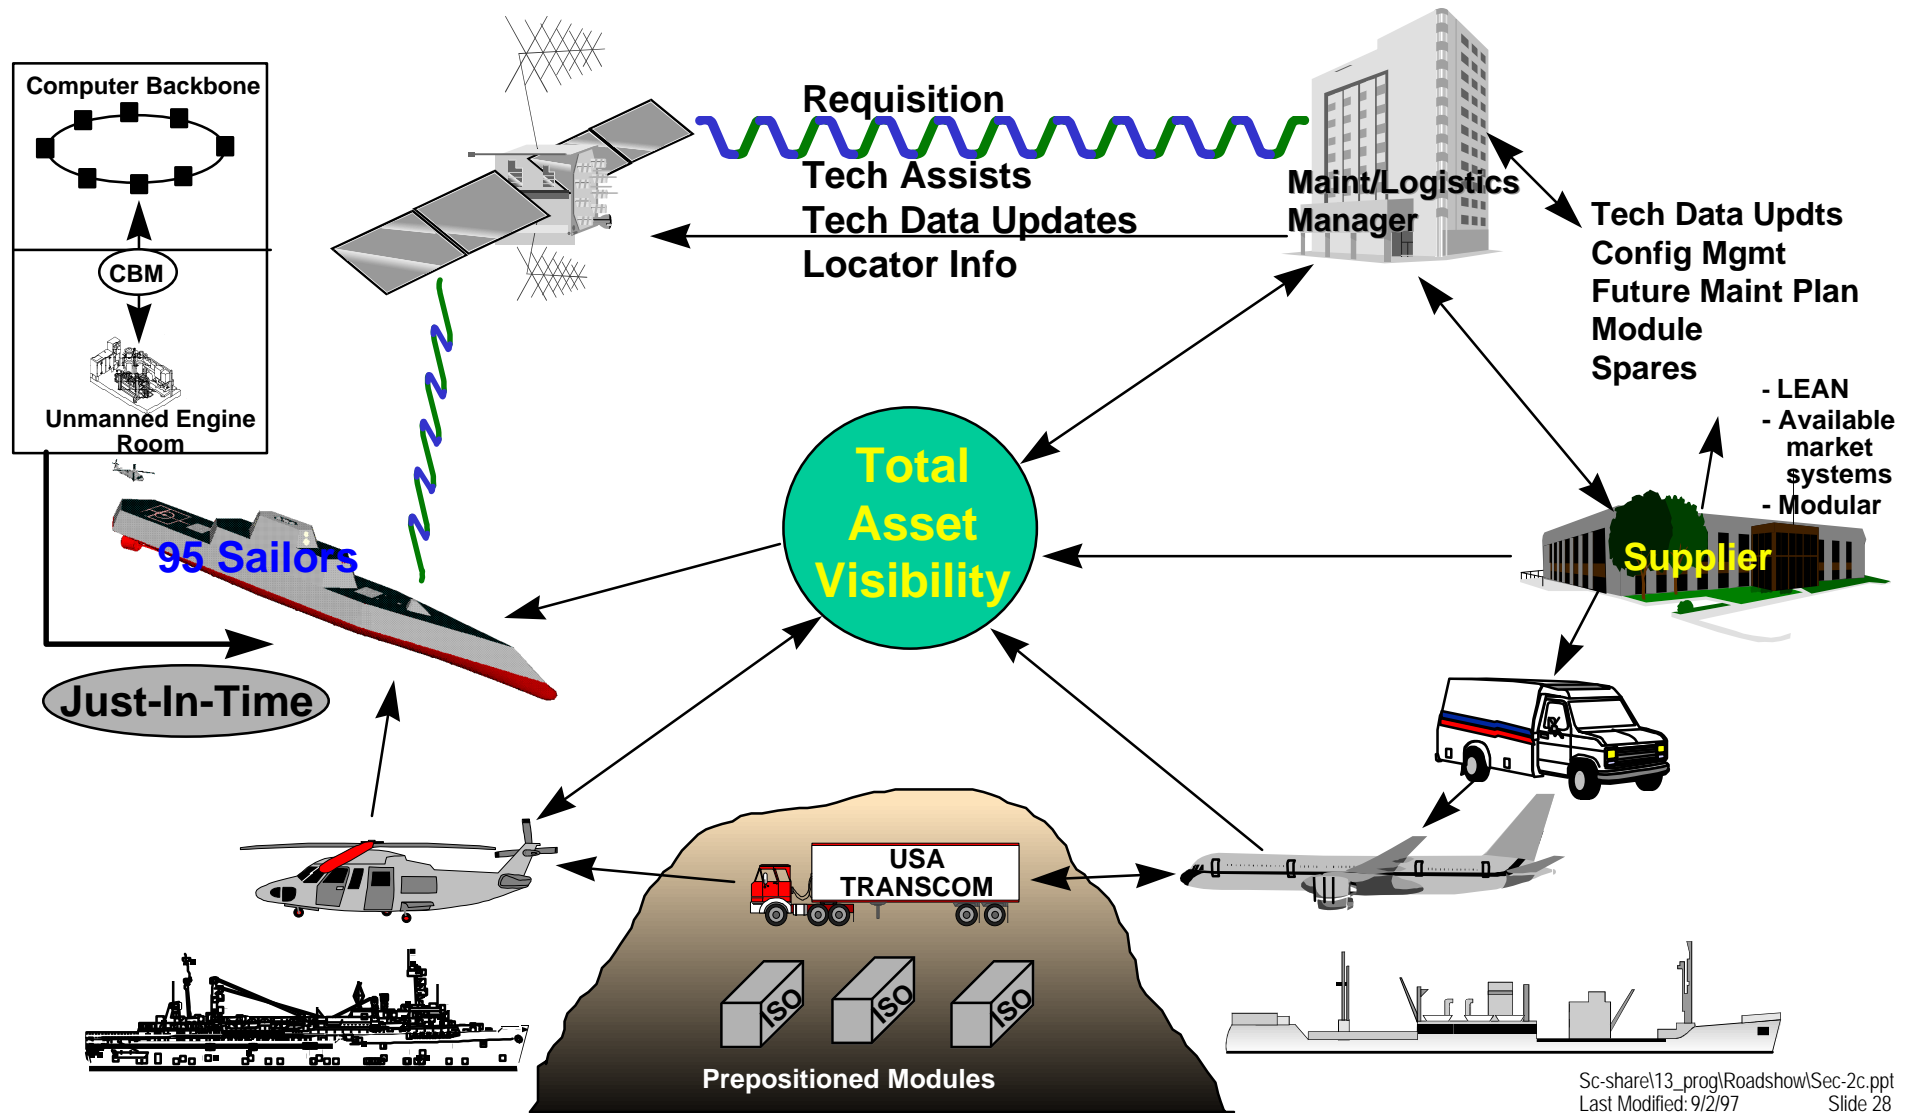 Computer Backbone
CBM
Unmanned Engine
Room
Requisition
Tech Assists
Tech Data Updates
Locator Info
Maint/Logistics
Manager
Tech Data Updts
Config Mgmt
Future Maint Plan
Module
Spares
- LEAN
- Available
market
systems
- Modular
Total
Asset
Visibility
95 Sailors
Supplier
Just-In-Time
USA
TRANSCOM
ISO
ISO
ISO
Prepositioned Modules
Sc-share\13_prog\Roadshow\Sec-2c.ppt
Last Modified: 9/2/97 Slide 28